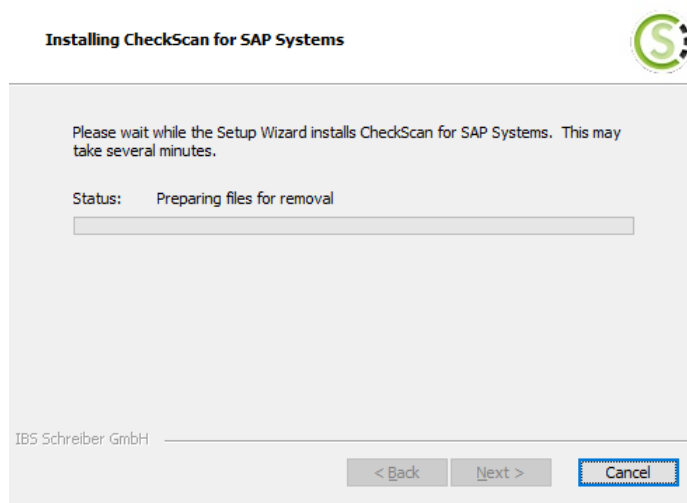 Installing CheckScan for SAP Systems
S
Please wait while the Setup Wizard installs CheckScan for SAP Systems. This may
take several minutes.
Status: Preparing files for removal
IBS Schreiber GmbH
< Back Next > Cancel